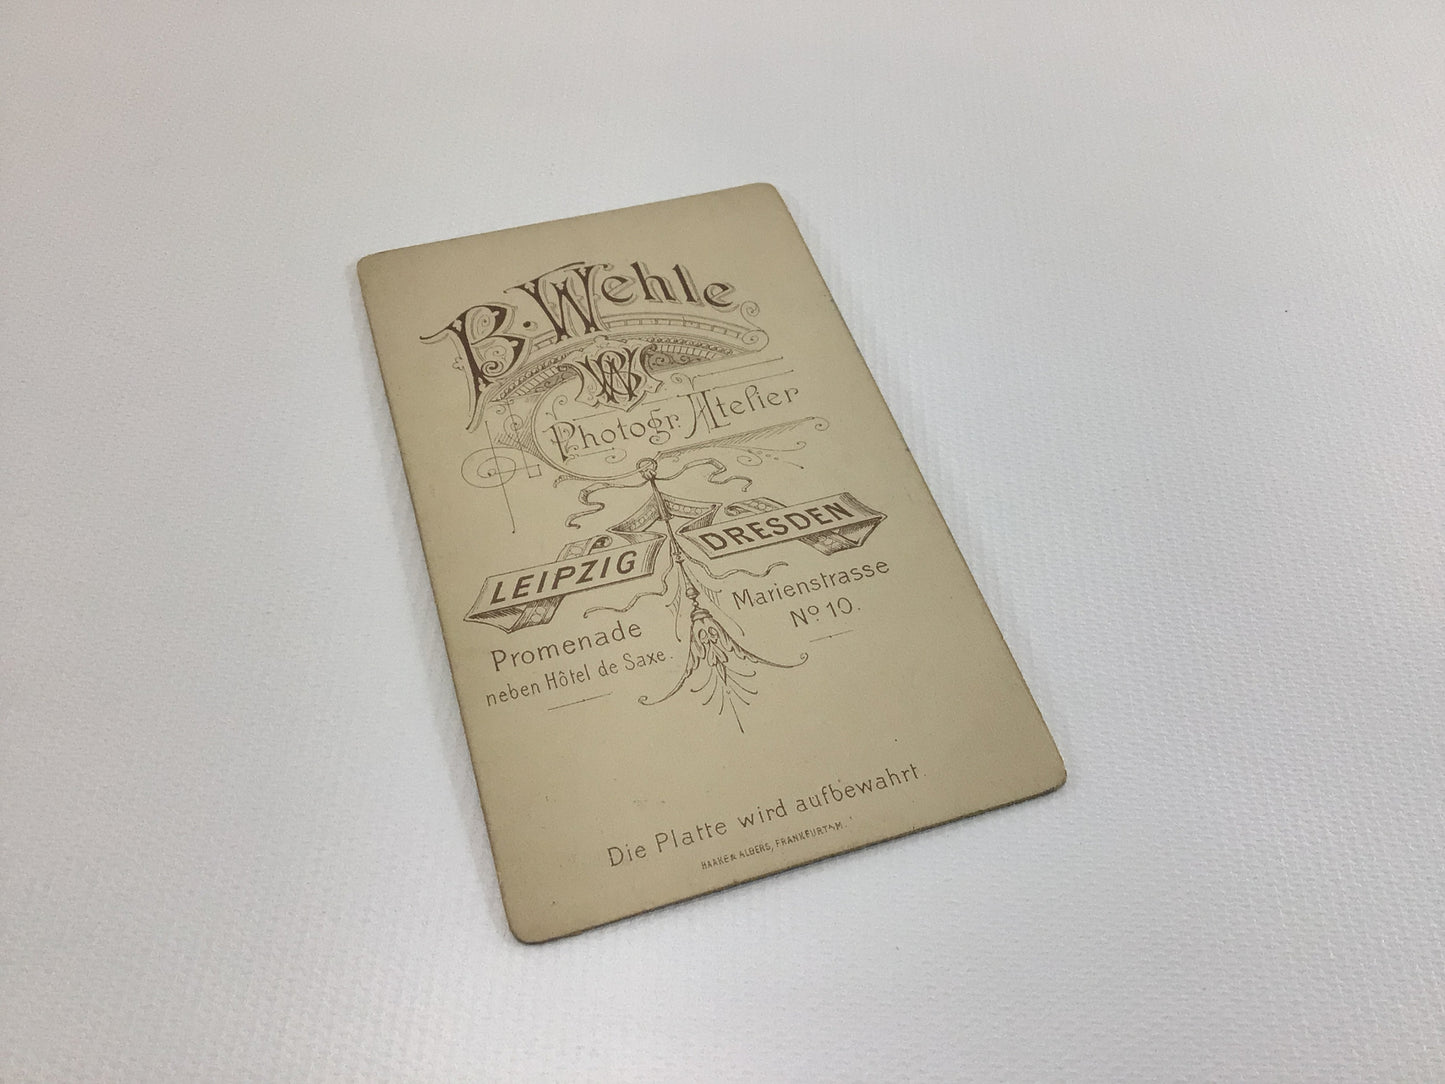 B. Wehle
BW
Photogr. Atelier
LEIPZIG
DRESDEN
Promenade
neben Hôtel de Saxe.
Marienstrasse
No 10.
Die Platte wird aufbewahrt.
HAAKE & ALBERS, FRANKFURT A/M.